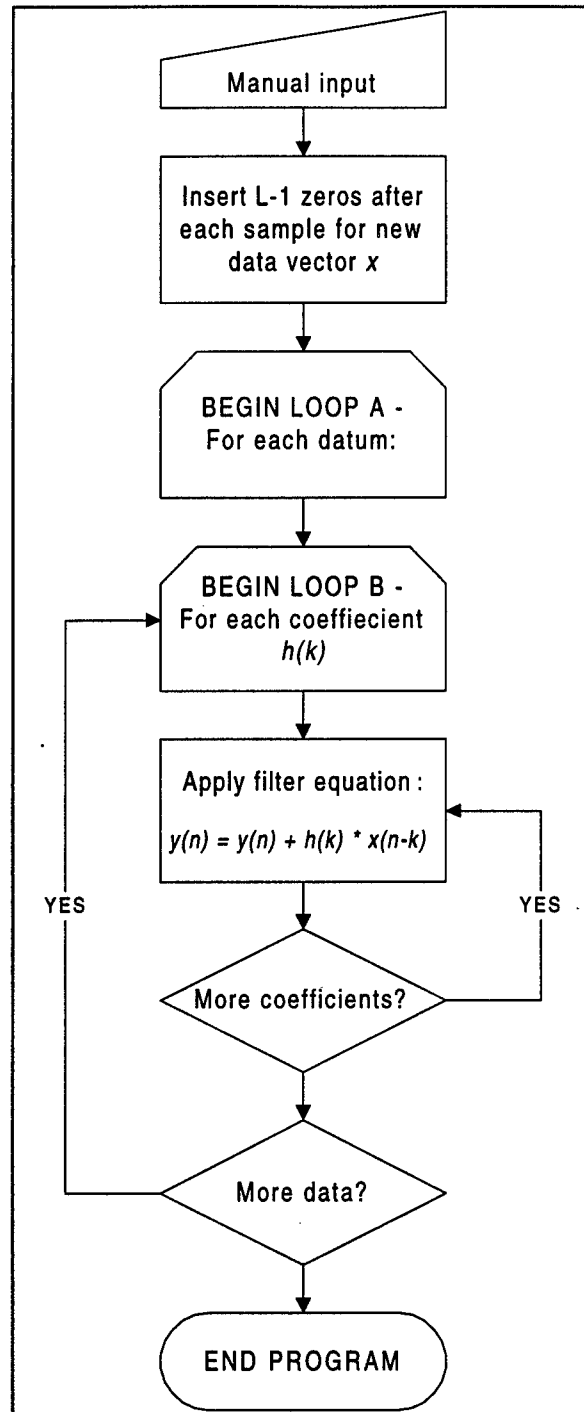 Manual input
Insert L-1 zeros after
each sample for new
data vector x
BEGIN LOOP A -
For each datum:
BEGIN LOOP B -
For each coeffiecient
h(k)
Apply filter equation :
y(n) = y(n) + h(k) * x(n-k)
YES
YES
More coefficients?
More data?
END PROGRAM